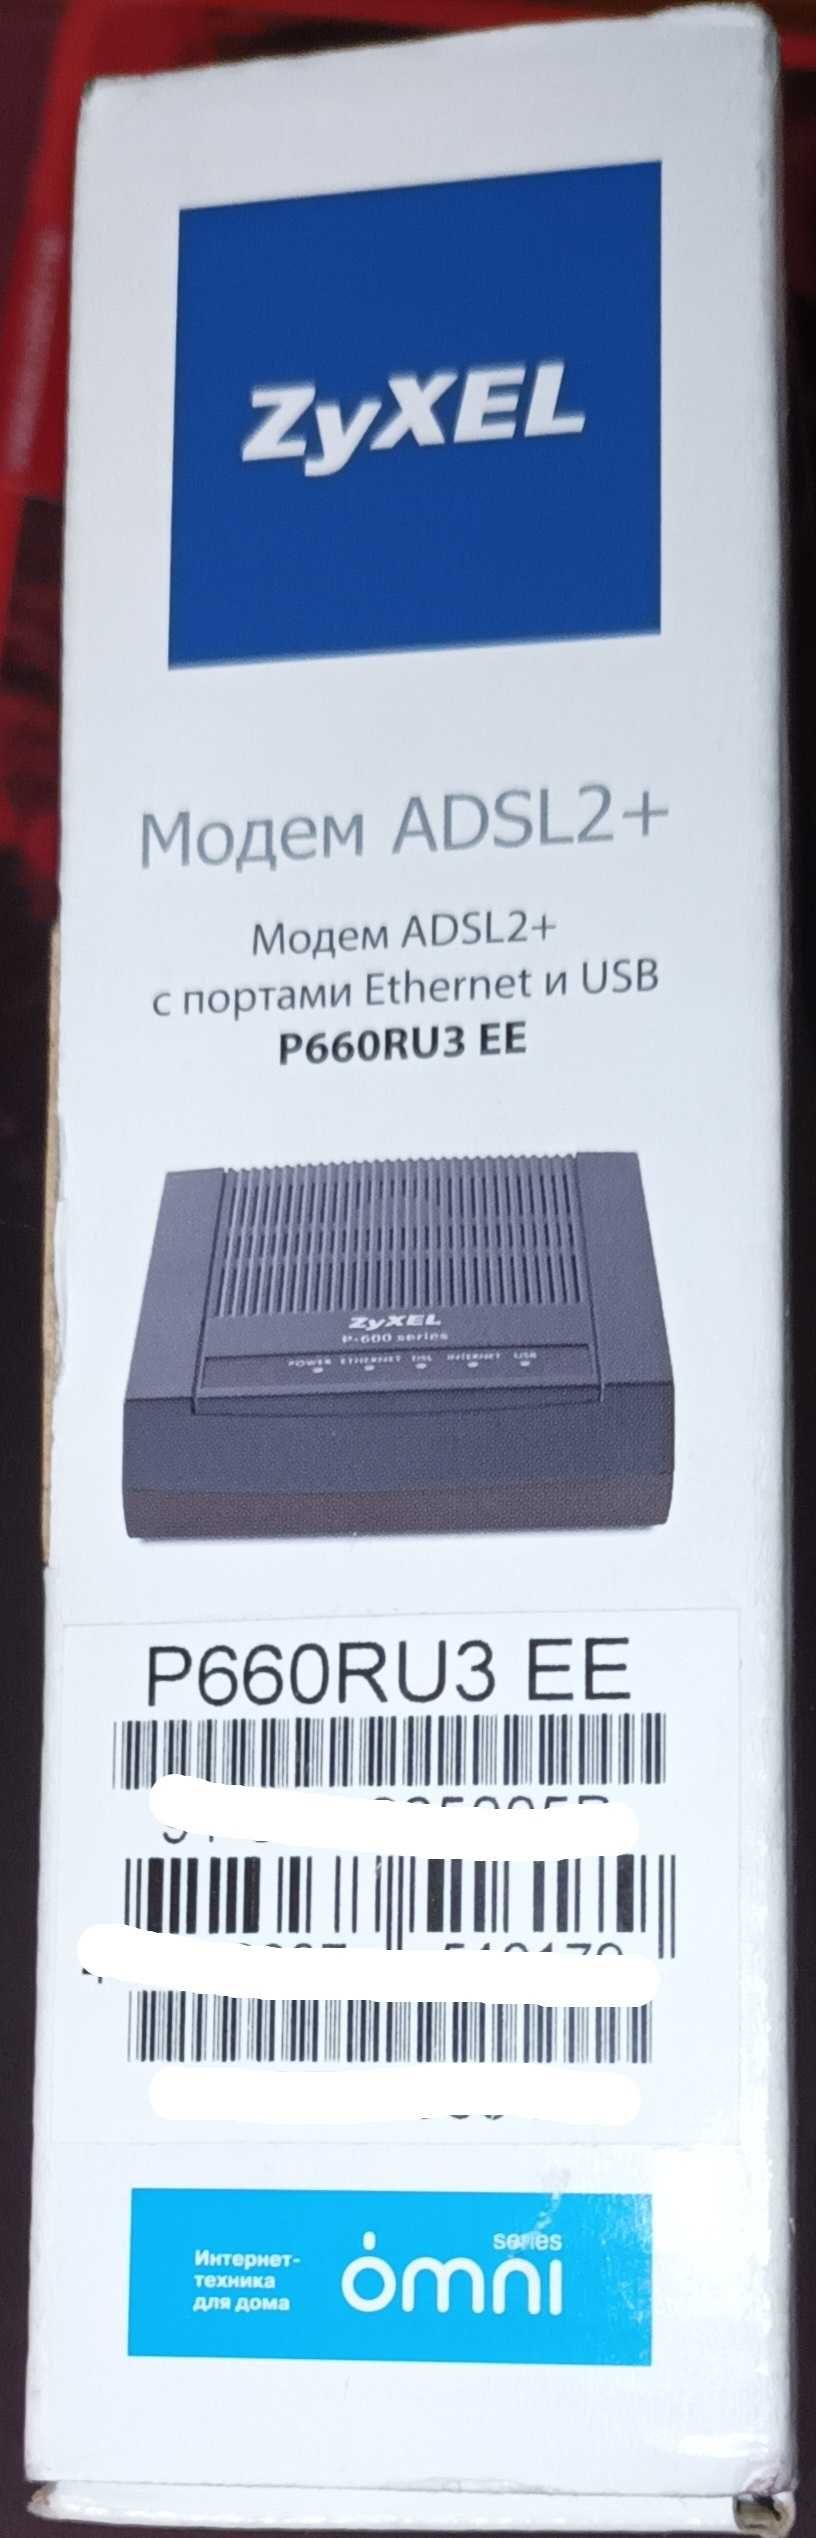 ZyXEL
Модем ADSL2+
Модем ADSL2+
с портами Ethernet и USB
P660RU3 EE
ZyXEL
P-600 series
POWER ETHERNET DSL INTERNET USB
P660RU3 EE
series
Интернет-
техника
для дома
omni